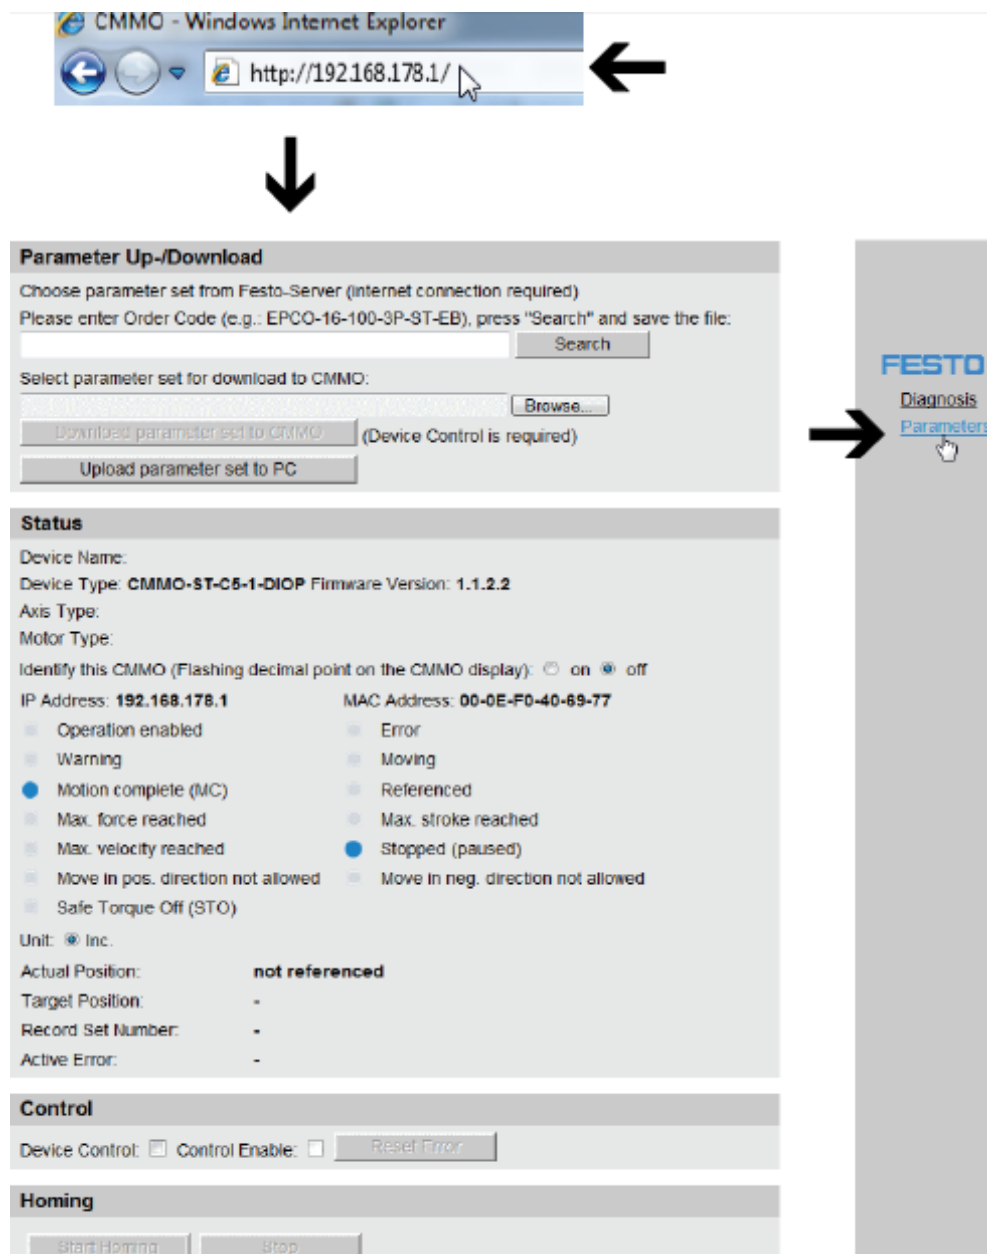 CMMO - Windows Internet Explorer
http://192.168.178.1/
Parameter Up-/Download
Choose parameter set from Festo-Server (internet connection required)
Please enter Order Code (e.g.: EPCO-16-100-3P-ST-EB), press "Search" and save the file:
Search
Select parameter set for download to CMMO:
Browse...
Download parameter set to CMMO (Device Control is required)
Upload parameter set to PC
FESTO
Diagnosis
Parameters
Status
Device Name:
Device Type: CMMO-ST-C5-1-DIOP Firmware Version: 1.1.2.2
Axis Type:
Motor Type:
Identify this CMMO (Flashing decimal point on the CMMO display): on off
IP Address: 192.168.178.1 MAC Address: 00-0E-F0-40-69-77
Operation enabled Error
Warning Moving
Motion complete (MC) Referenced
Max. force reached Max. stroke reached
Max. velocity reached Stopped (paused)
Move in pos. direction not allowed Move in neg. direction not allowed
Safe Torque Off (STO)
Unit: Inc.
Actual Position: not referenced
Target Position: -
Record Set Number: -
Active Error: -
Control
Device Control: Control Enable: Reset Error
Homing
Start Homing Stop